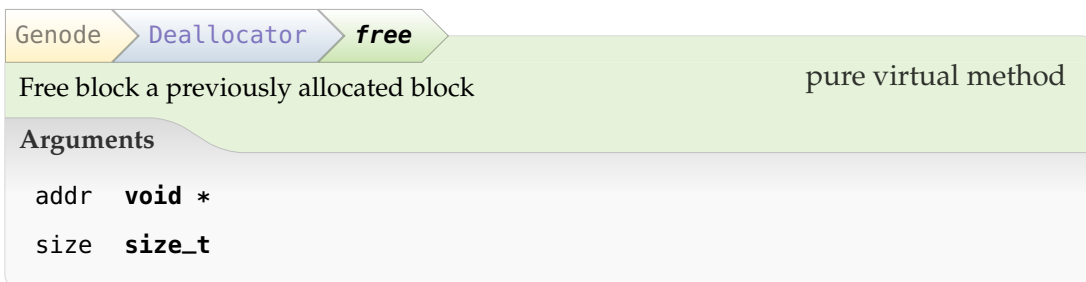 Genode Deallocator free
Free block a previously allocated block
pure virtual method
Arguments
addr void *
size size_t